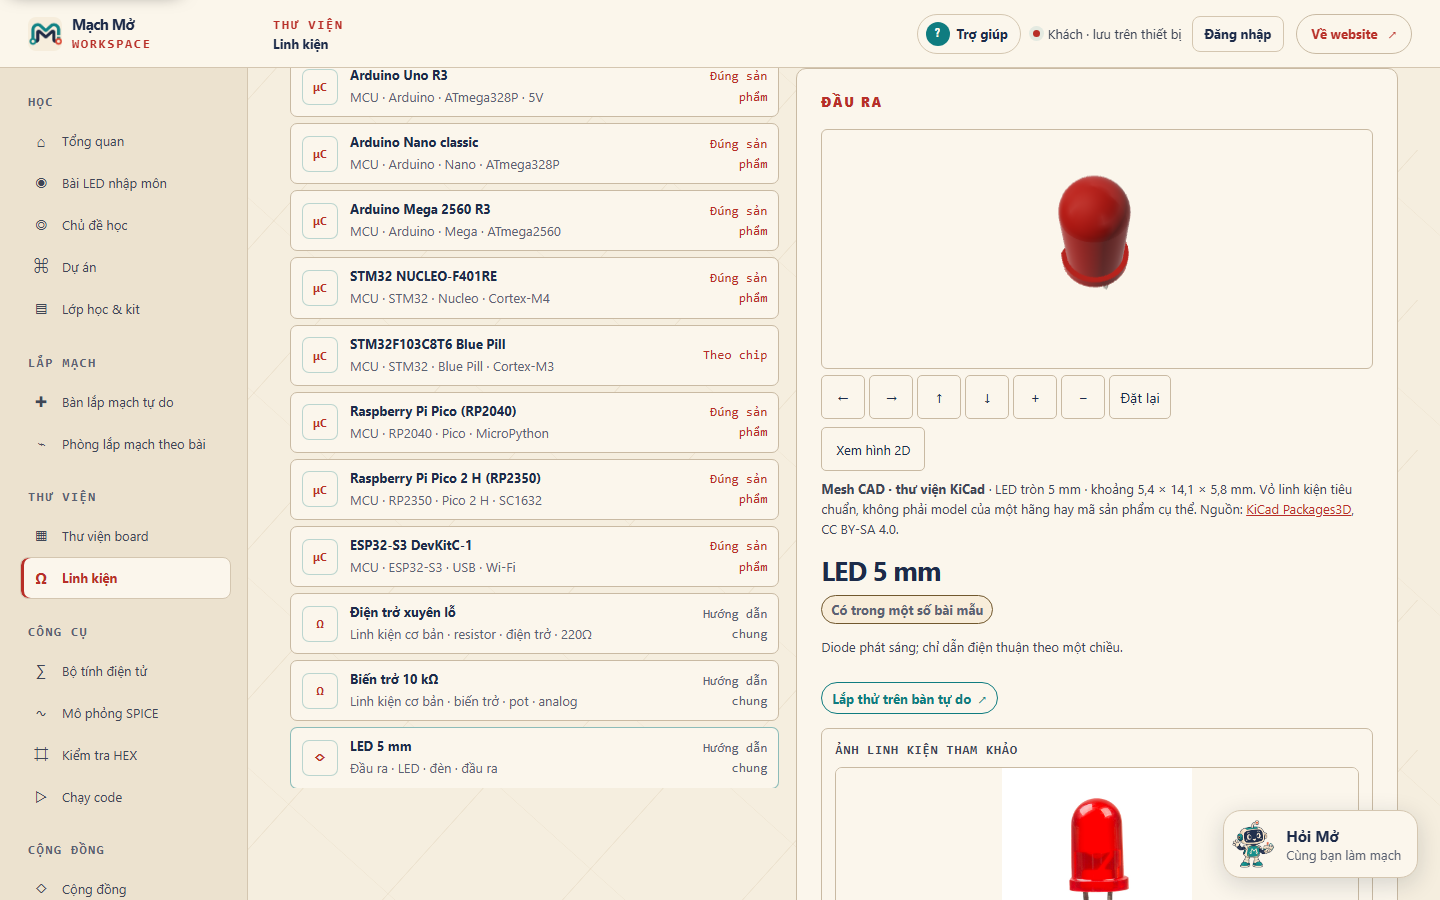 Mạch Mở
WORKSPACE
THƯ VIỆN
Linh kiện
? Trợ giúp
Khách · lưu trên thiết bị
Đăng nhập
Về website ↗
HỌC
Tổng quan
Bài LED nhập môn
Chủ đề học
Dự án
Lớp học & kit
LẮP MẠCH
Bàn lắp mạch tự do
Phòng lắp mạch theo bài
THƯ VIỆN
Thư viện board
Ω Linh kiện
CÔNG CỤ
∑ Bộ tính điện tử
Mô phỏng SPICE
Kiểm tra HEX
Chạy code
CỘNG ĐỒNG
Cộng đồng
µC Arduino Uno R3
MCU · Arduino · ATmega328P · 5V
Đúng sản
phẩm
µC Arduino Nano classic
MCU · Arduino · Nano · ATmega328P
Đúng sản
phẩm
µC Arduino Mega 2560 R3
MCU · Arduino · Mega · ATmega2560
Đúng sản
phẩm
µC STM32 NUCLEO-F401RE
MCU · STM32 · Nucleo · Cortex-M4
Đúng sản
phẩm
µC STM32F103C8T6 Blue Pill
MCU · STM32 · Blue Pill · Cortex-M3
Theo chip
µC Raspberry Pi Pico (RP2040)
MCU · RP2040 · Pico · MicroPython
Đúng sản
phẩm
µC Raspberry Pi Pico 2 H (RP2350)
MCU · RP2350 · Pico 2 H · SC1632
Đúng sản
phẩm
µC ESP32-S3 DevKitC-1
MCU · ESP32-S3 · USB · Wi-Fi
Đúng sản
phẩm
Ω Điện trở xuyên lỗ
Linh kiện cơ bản · resistor · điện trở · 220Ω
Hướng dẫn
chung
Ω Biến trở 10 kΩ
Linh kiện cơ bản · biến trở · pot · analog
Hướng dẫn
chung
LED 5 mm
Đầu ra · LED · đèn · đầu ra
Hướng dẫn
chung
ĐẦU RA
← → ↑ ↓ + − Đặt lại
Xem hình 2D
Mesh CAD · thư viện KiCad · LED tròn 5 mm · khoảng 5,4 × 14,1 × 5,8 mm. Vỏ linh kiện tiêu
chuẩn, không phải model của một hãng hay mã sản phẩm cụ thể. Nguồn: KiCad Packages3D,
CC BY-SA 4.0.
LED 5 mm
Có trong một số bài mẫu
Diode phát sáng; chỉ dẫn điện thuận theo một chiều.
Lắp thử trên bàn tự do ↗
ẢNH LINH KIỆN THAM KHẢO
Hỏi Mở
Cùng bạn làm mạch